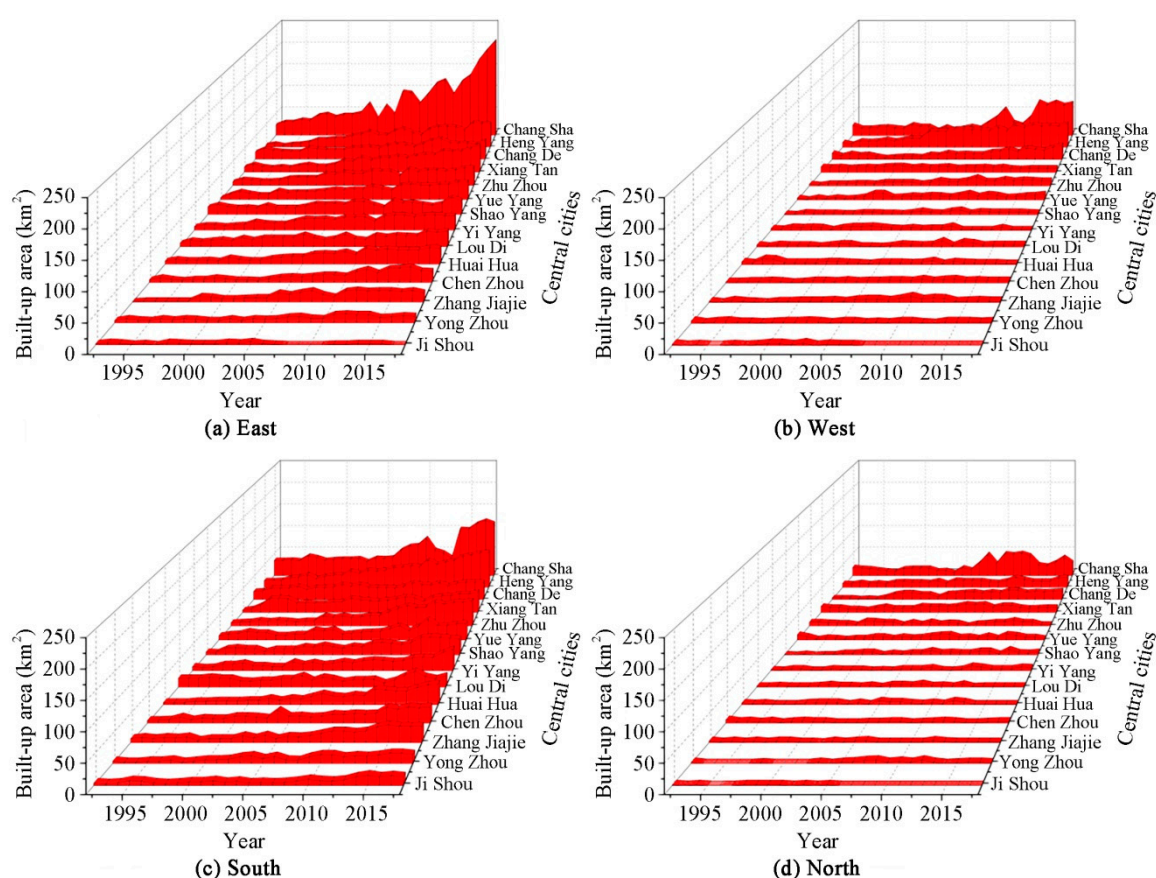 Built-up area (km²)
250
200
150
100
50
0
1995 2000 2005 2010 2015
Year
Chang Sha
Heng Yang
Chang De
Xiang Tan
Zhu Zhou
Yue Yang
Shao Yang
Yi Yang
Lou Di
Huai Hua
Chen Zhou
Zhang Jiajie
Yong Zhou
Ji Shou
Central cities
(a) East
Built-up area (km²)
250
200
150
100
50
0
1995 2000 2005 2010 2015
Year
Chang Sha
Heng Yang
Chang De
Xiang Tan
Zhu Zhou
Yue Yang
Shao Yang
Yi Yang
Lou Di
Huai Hua
Chen Zhou
Zhang Jiajie
Yong Zhou
Ji Shou
Central cities
(b) West
Built-up area (km²)
250
200
150
100
50
0
1995 2000 2005 2010 2015
Year
Chang Sha
Heng Yang
Chang De
Xiang Tan
Zhu Zhou
Yue Yang
Shao Yang
Yi Yang
Lou Di
Huai Hua
Chen Zhou
Zhang Jiajie
Yong Zhou
Ji Shou
Central cities
(c) South
Built-up area (km²)
250
200
150
100
50
0
1995 2000 2005 2010 2015
Year
Chang Sha
Heng Yang
Chang De
Xiang Tan
Zhu Zhou
Yue Yang
Shao Yang
Yi Yang
Lou Di
Huai Hua
Chen Zhou
Zhang Jiajie
Yong Zhou
Ji Shou
Central cities
(d) North